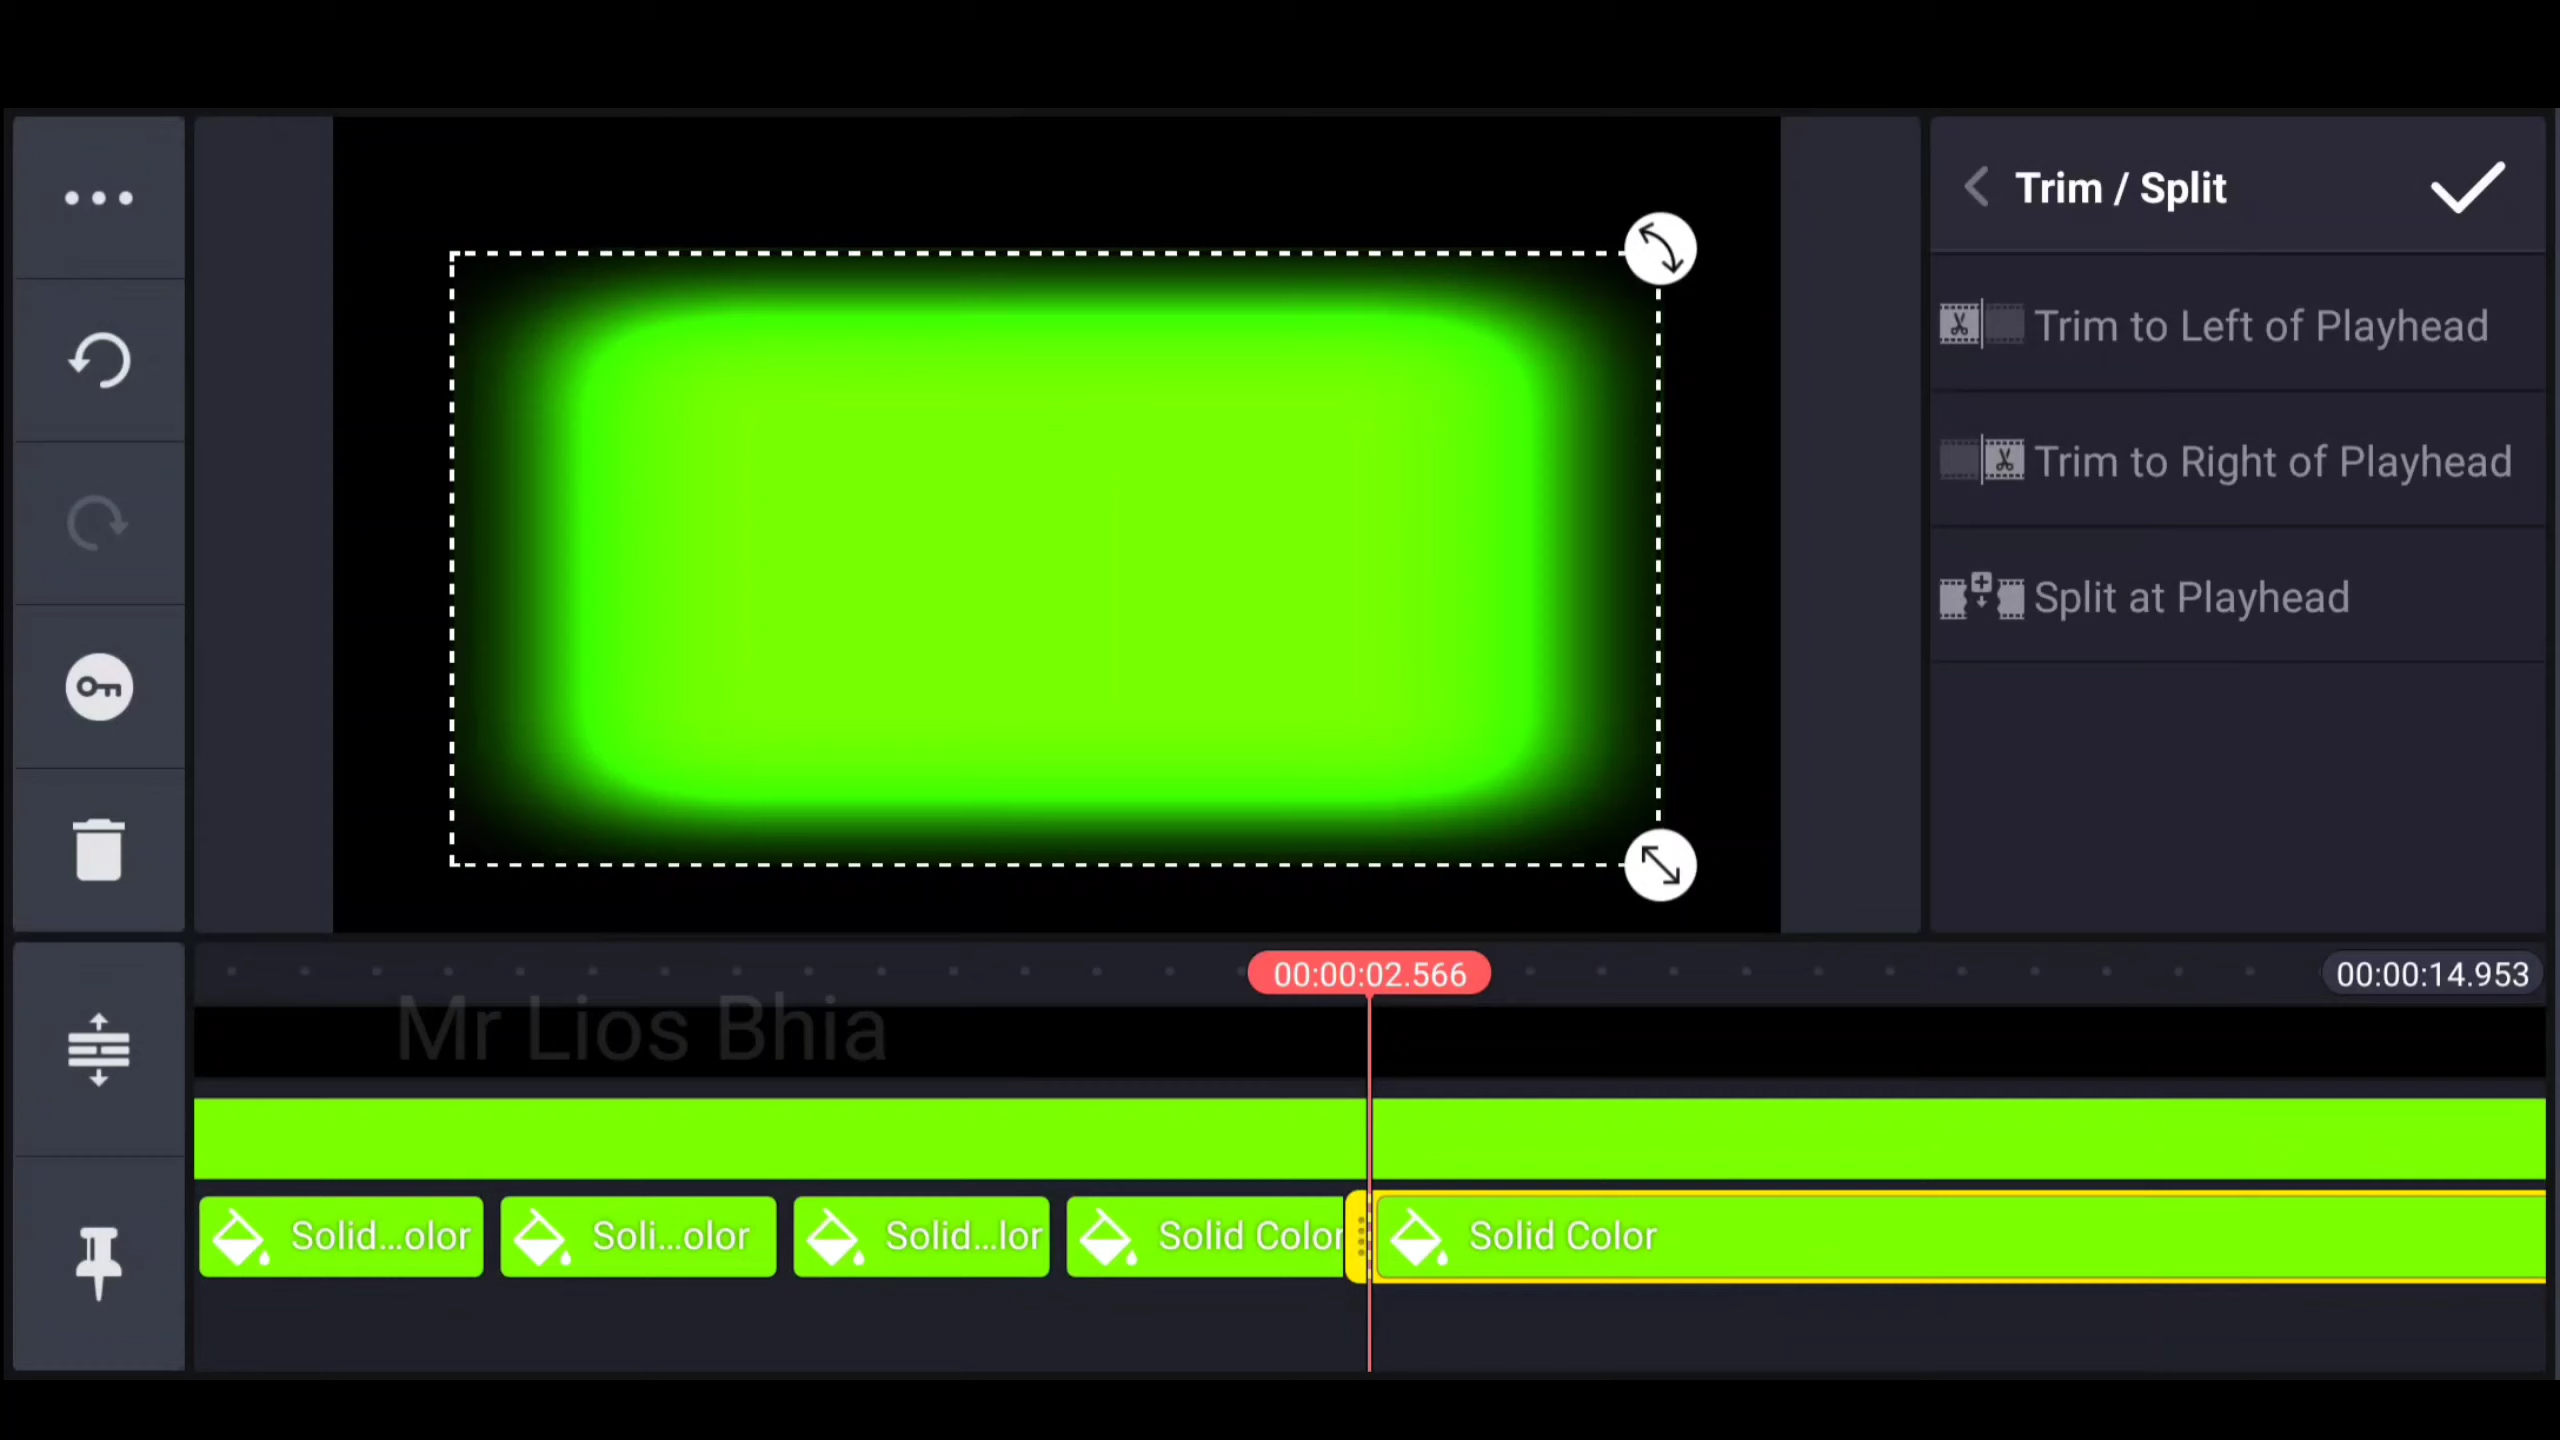 Trim / Split
Trim to Left of Playhead
Trim to Right of Playhead
Split at Playhead
00:00:02.566
00:00:14.953
Mr Lios Bhia
Solid...olor
Soli...olor
Solid...lor
Solid Color
Solid Color